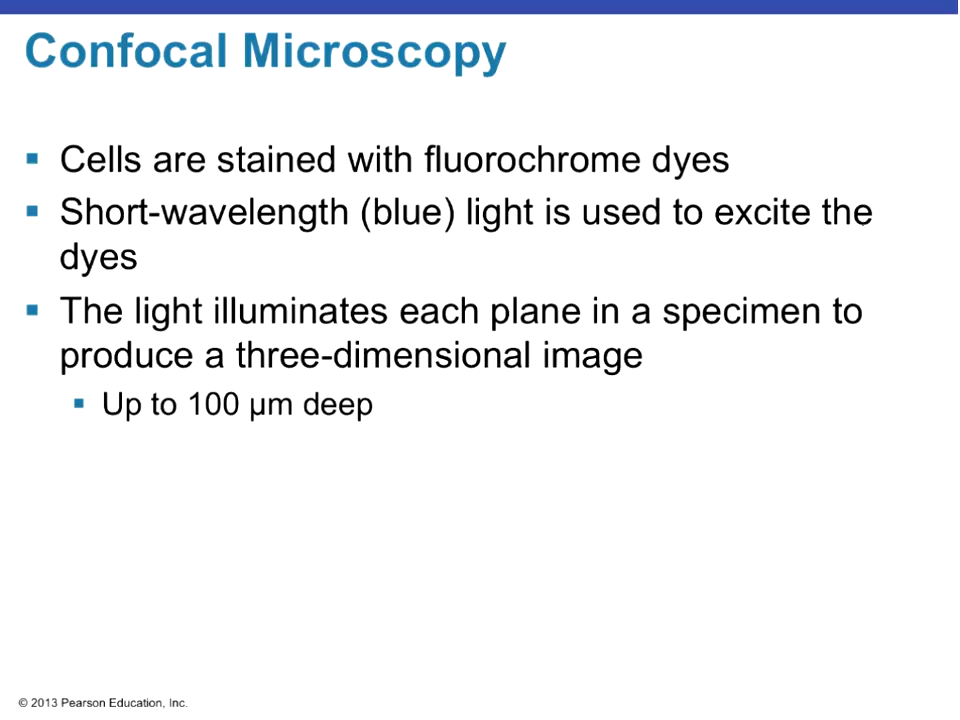 Confocal Microscopy
▪ Cells are stained with fluorochrome dyes
▪ Short-wavelength (blue) light is used to excite the
dyes
▪ The light illuminates each plane in a specimen to
produce a three-dimensional image
▪ Up to 100 μm deep
© 2013 Pearson Education, Inc.